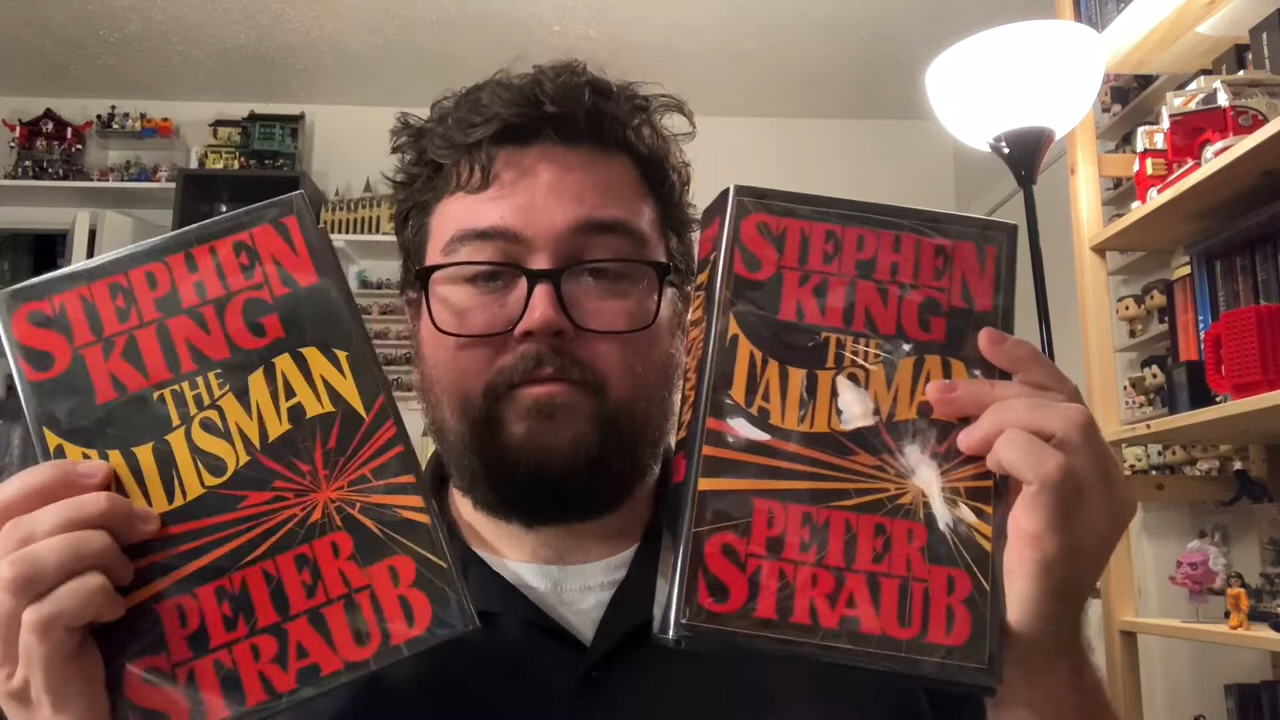 STEPHEN
KING
THE
TALISMAN
PETER
STRAUB
STEPHEN
KING
THE
TALISMAN
PETER
STRAUB